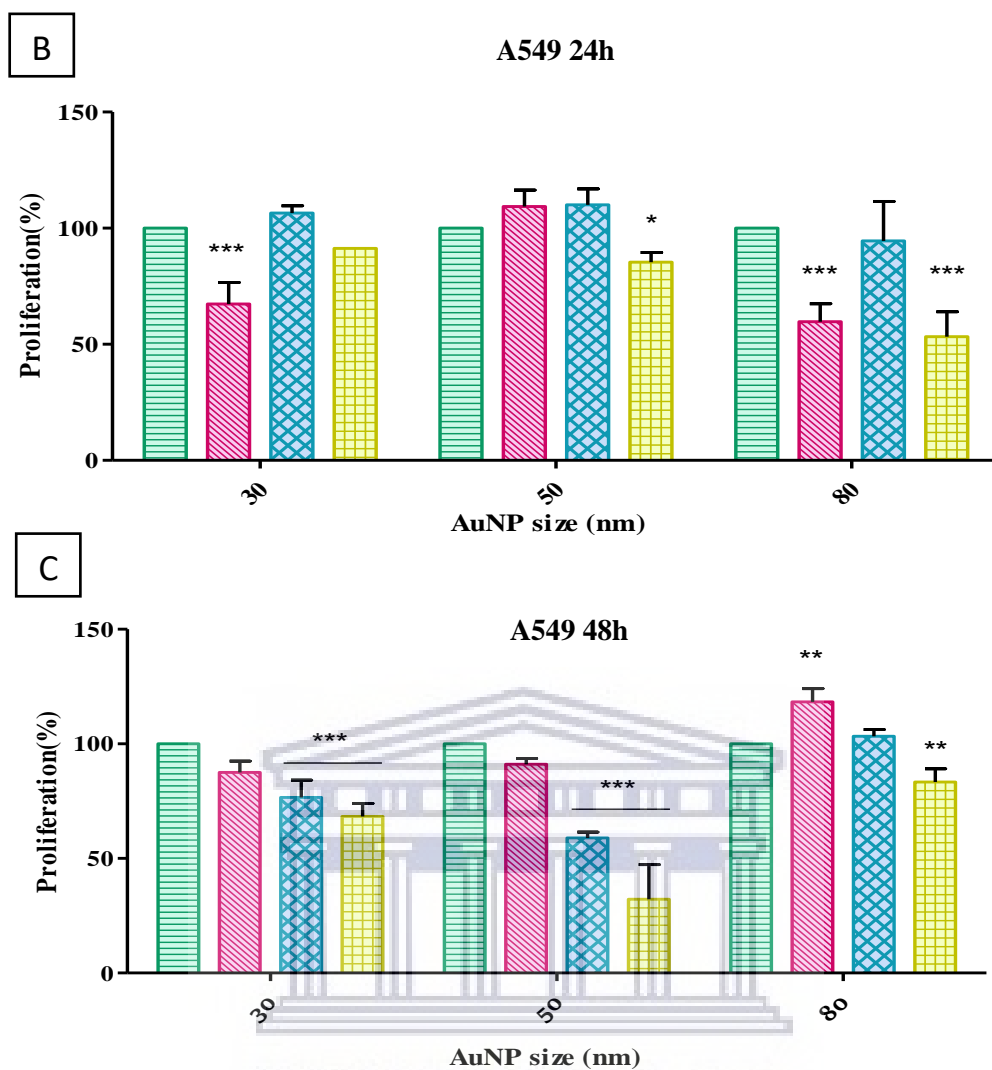 B
A549 24h
150
100
50
0
Proliferation(%)
***
*
***
***
30
50
80
AuNP size (nm)
C
A549 48h
150
100
50
0
Proliferation(%)
***
***
**
**
30
50
80
AuNP size (nm)